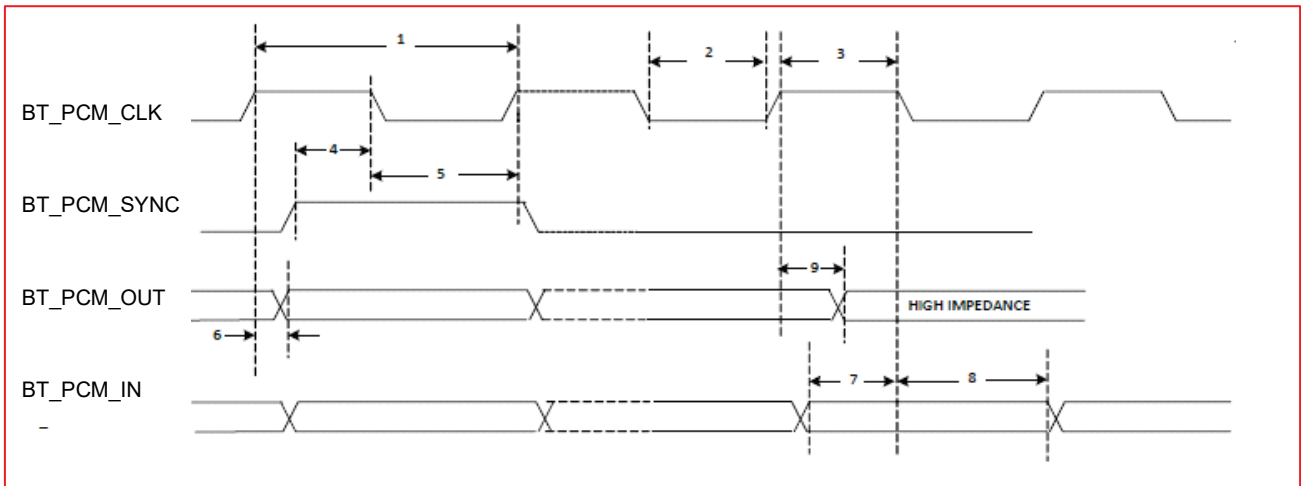 1
2
3
BT_PCM_CLK
4
5
BT_PCM_SYNC
9
BT_PCM_OUT
HIGH IMPEDANCE
6
7
8
BT_PCM_IN
–